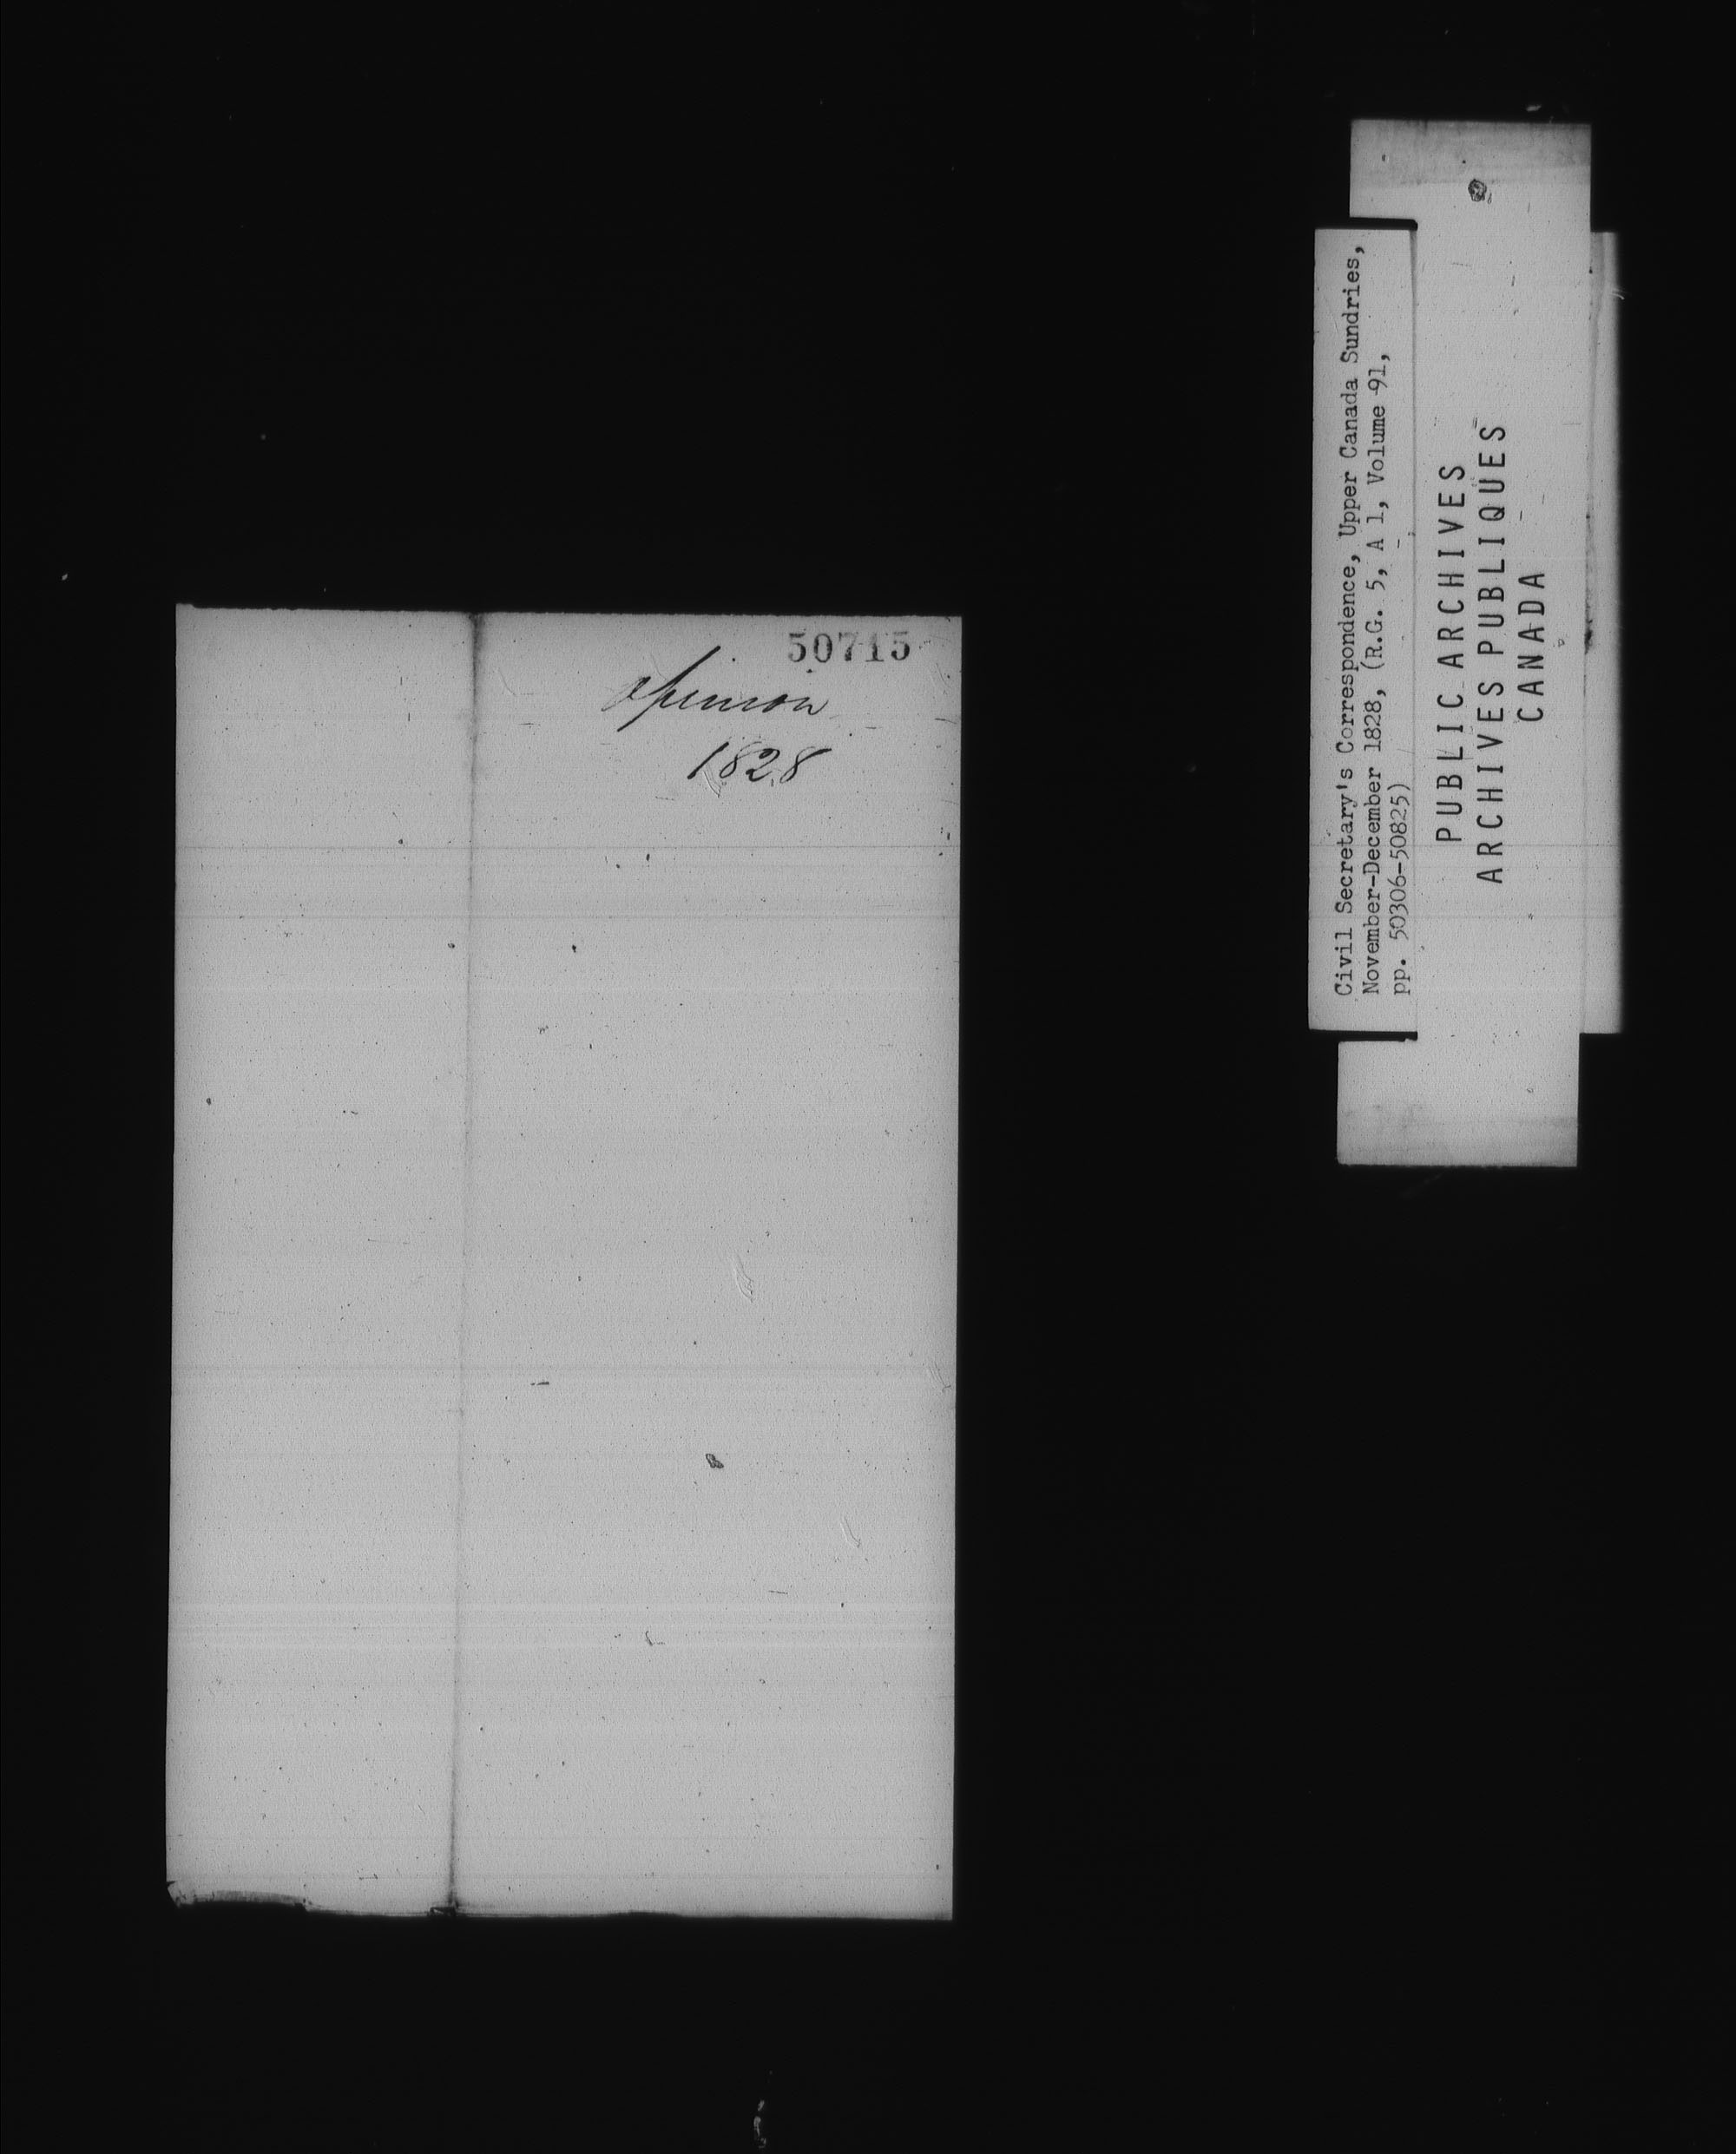 50715
opinion
1828
Civil Secretary's Correspondence, Upper Canada Sundries,
November-December 1828, (R.G. 5, A 1, Volume 91,
pp. 50306-50825)
PUBLIC ARCHIVES
ARCHIVES PUBLIQUES
CANADA